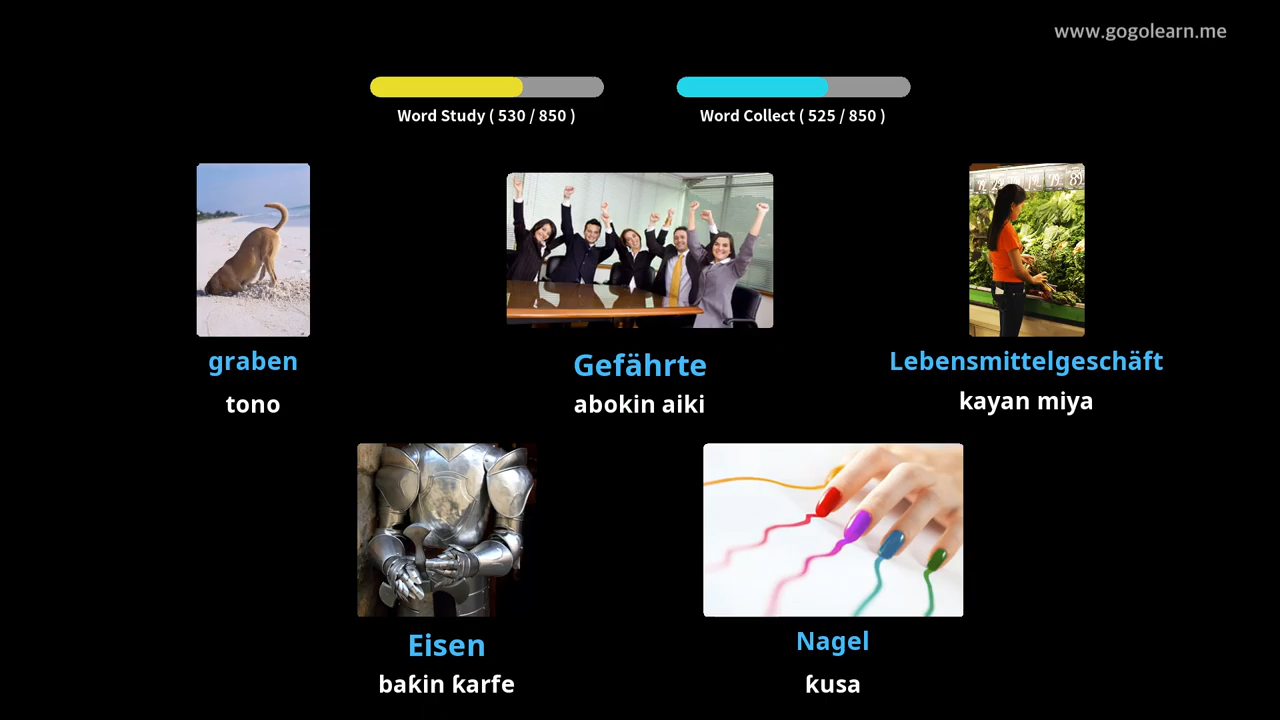 www.gogolearn.me
Word Study ( 530 / 850 )
Word Collect ( 525 / 850 )
graben
tono
Gefährte
abokin aiki
Lebensmittelgeschäft
kayan miya
Eisen
baƙin ƙarfe
Nagel
ƙusa